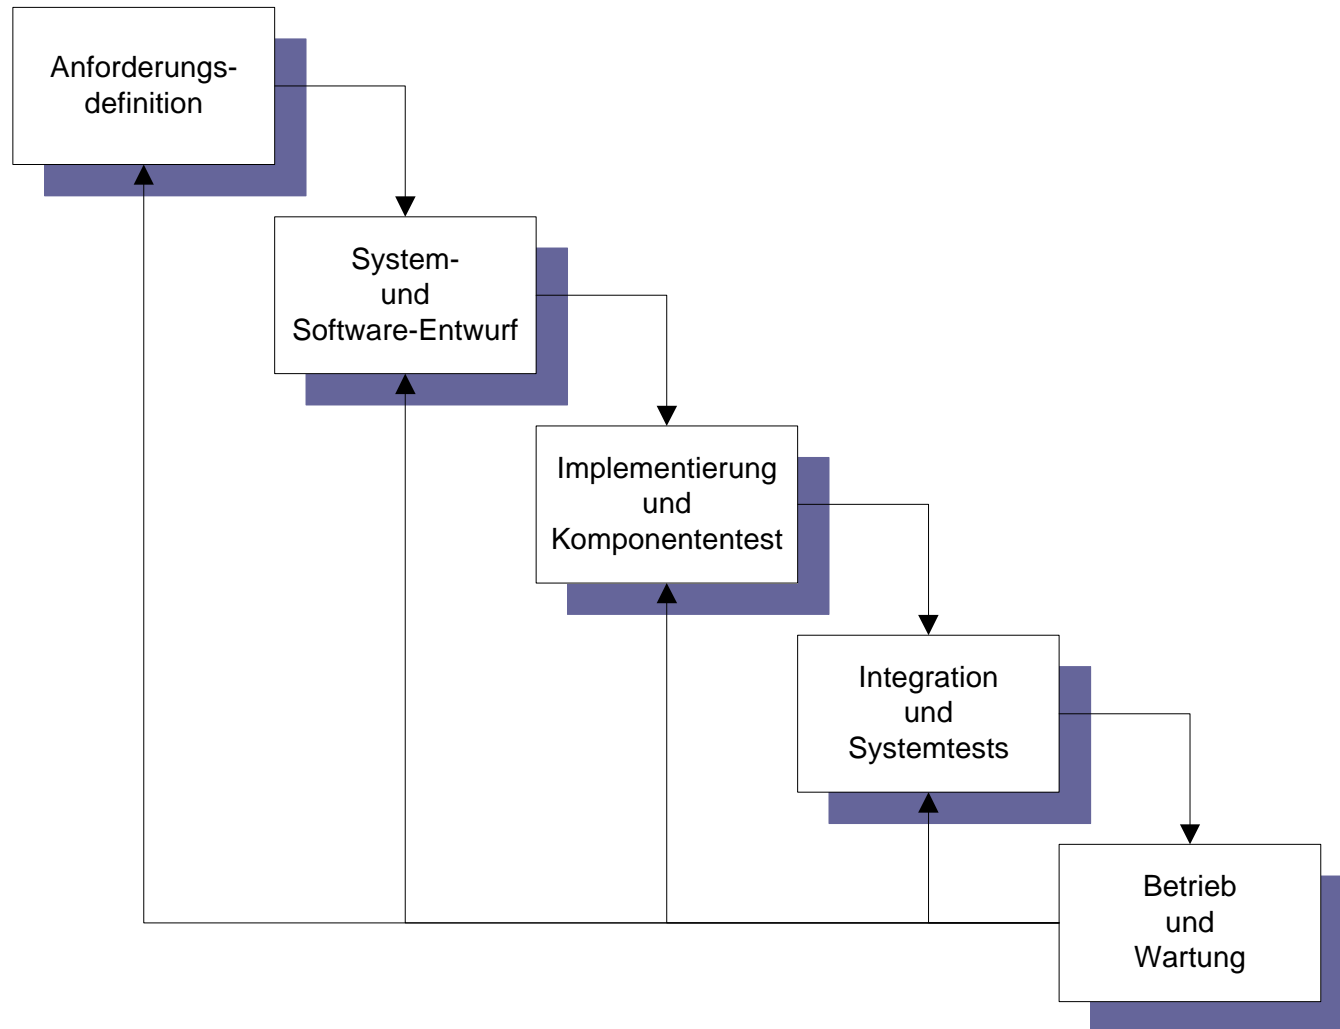 Anforderungs-
definition
System-
und
Software-Entwurf
Implementierung
und
Komponententest
Integration
und
Systemtests
Betrieb
und
Wartung